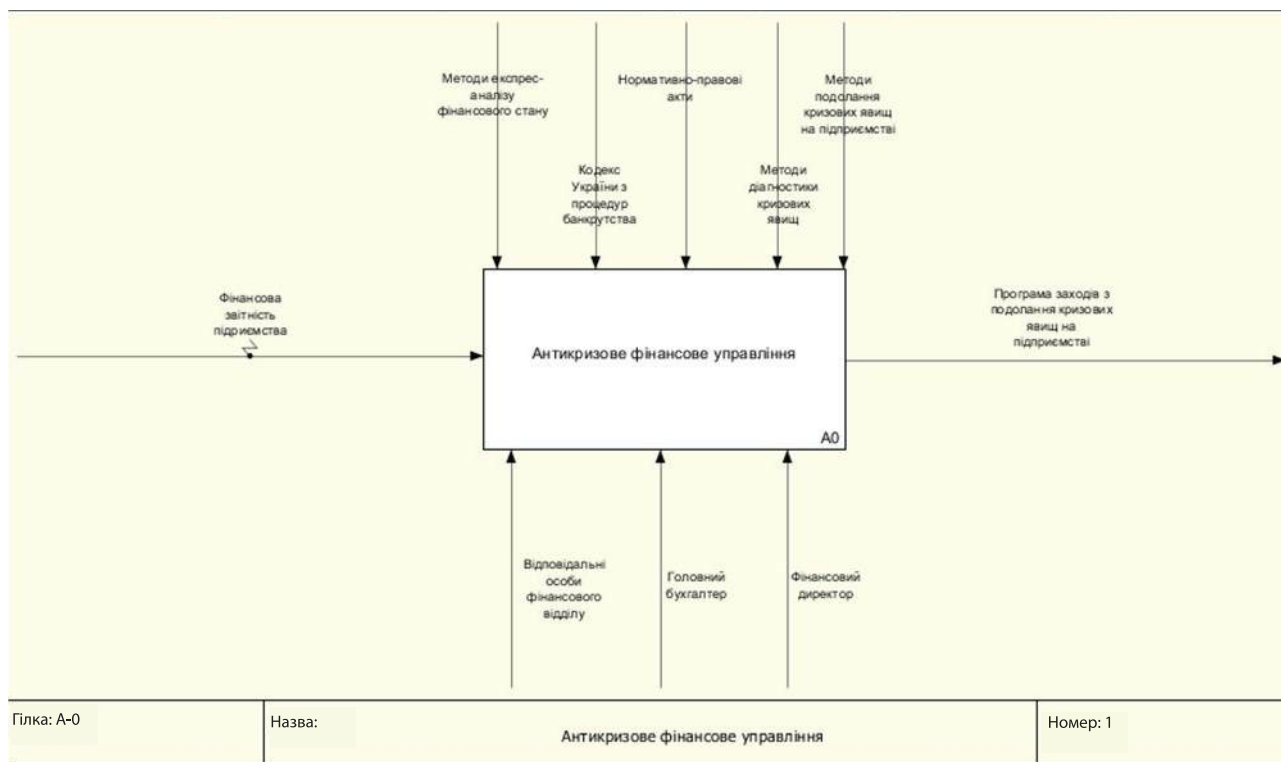 Методи експрес-
аналізу
фінансового стану
Нормативно-правові
акти
Методи
подолання
кризових явищ
на підприємстві
Кодекс
України з
процедур
банкрутства
Методи
діагностики
кризових
явищ
Фінансова
звітність
підриємства
Програма заходів з
подолання кризових
явищ на
підприємстві
Антикризове фінансове управління
A0
Відповідальні
особи
фінансового
відділу
Головний
бухгалтер
Фінансовий
директор
Гілка: A-0
Назва:
Антикризове фінансове управління
Номер: 1